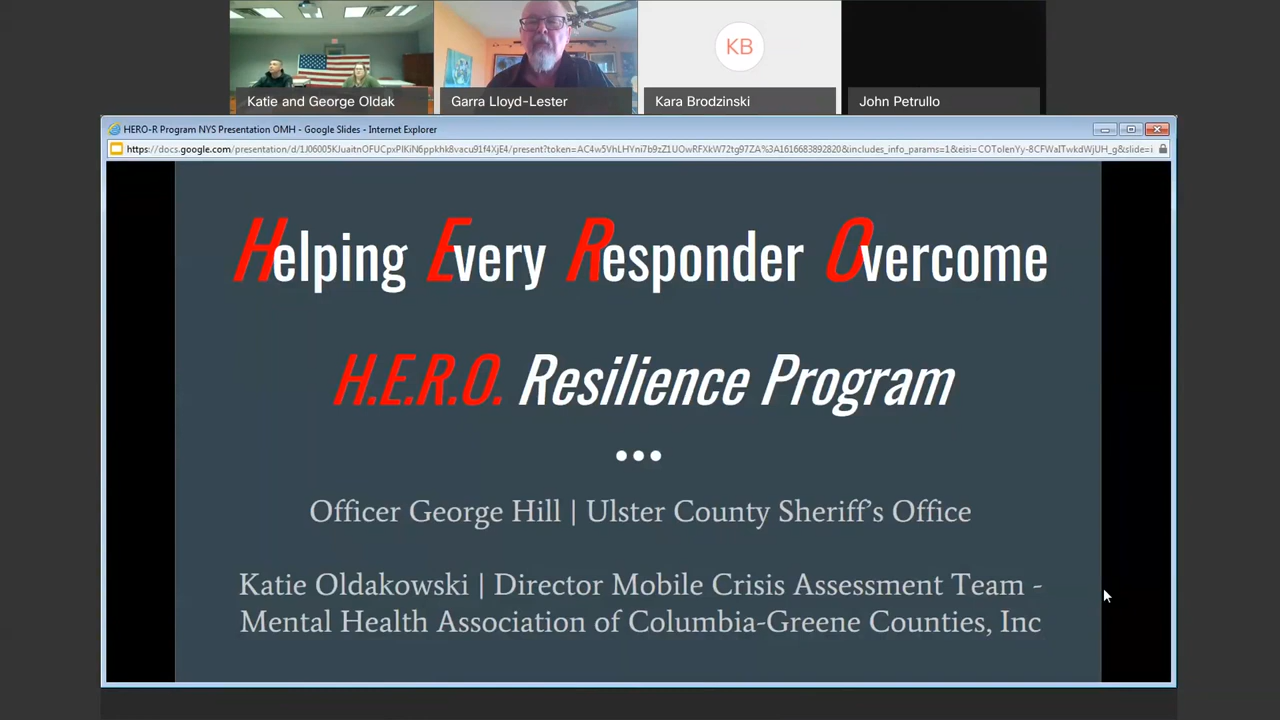 KB
Katie and George Oldak
Garra Lloyd-Lester
Kara Brodzinski
John Petrullo
HERO-R Program NYS Presentation OMH - Google Slides - Internet Explorer
Helping Every Responder Overcome
H.E.R.O. Resilience Program
Officer George Hill | Ulster County Sheriff's Office
Katie Oldakowski | Director Mobile Crisis Assessment Team -
Mental Health Association of Columbia-Greene Counties, Inc